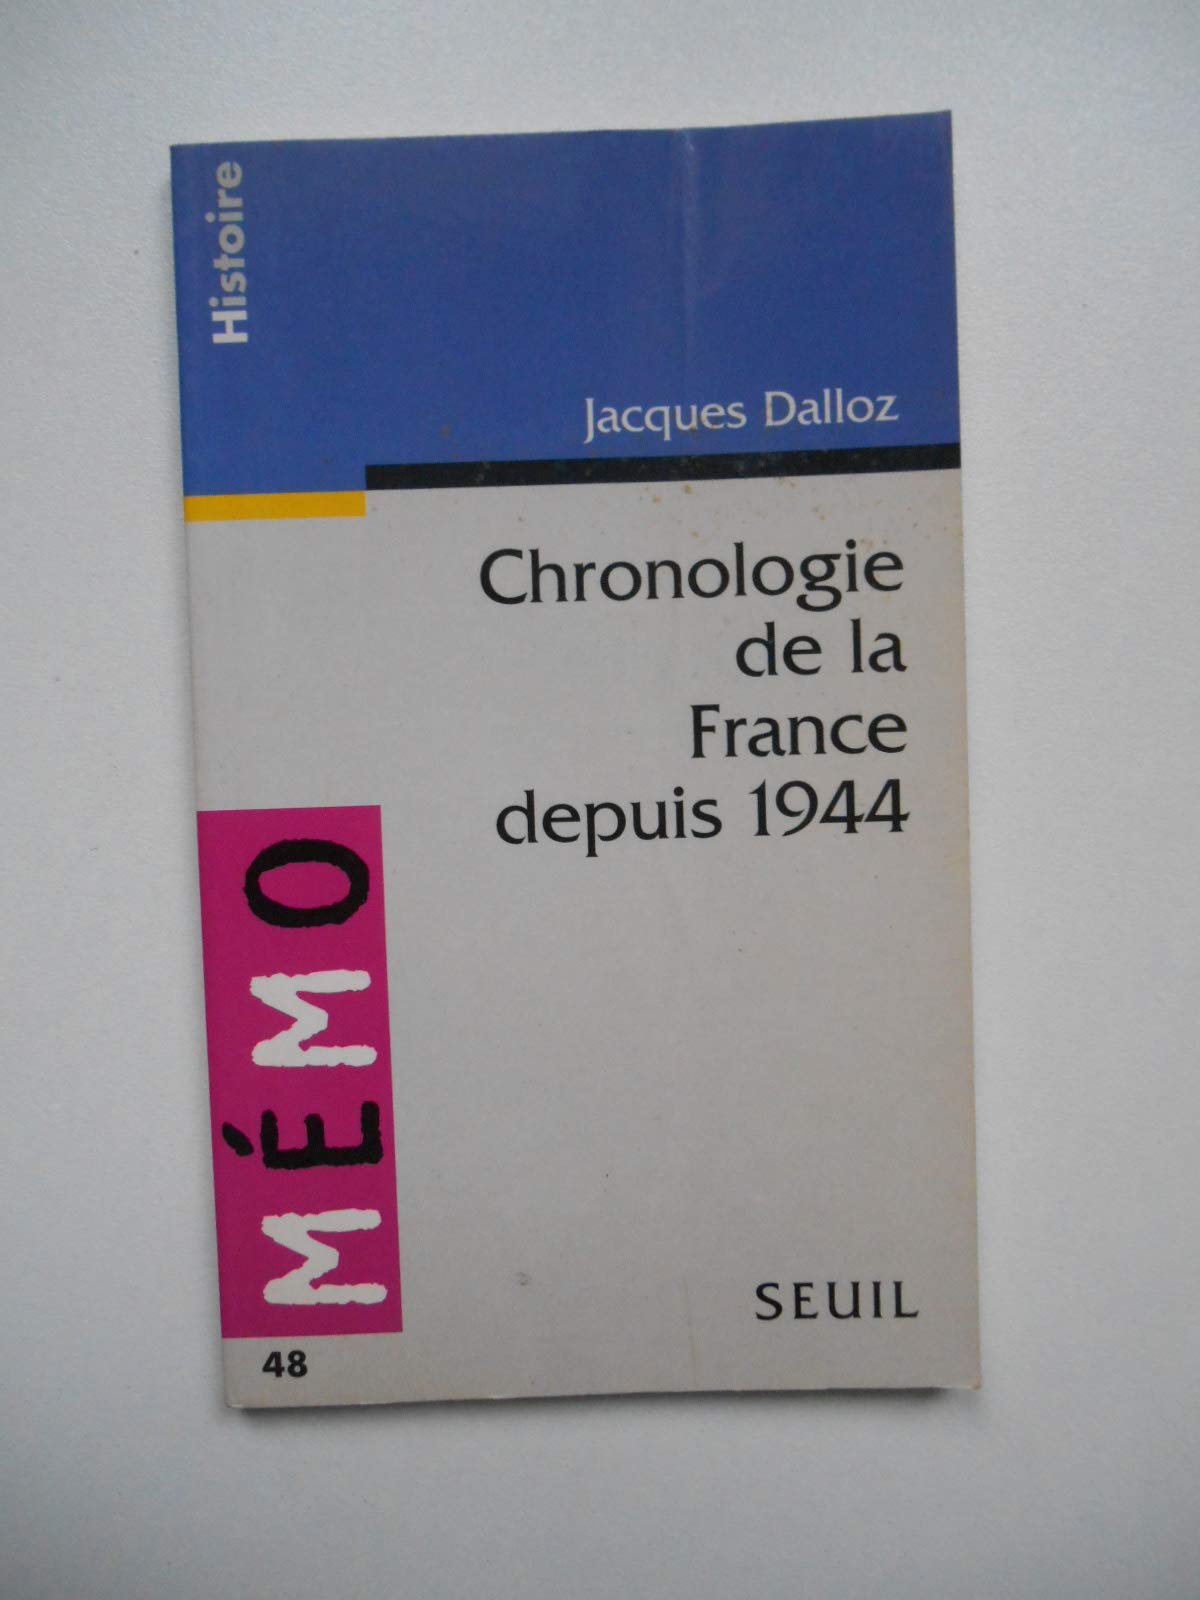 Histoire
Jacques Dalloz
Chronologie
de la
France
depuis 1944
MÉMO
SEUIL
48